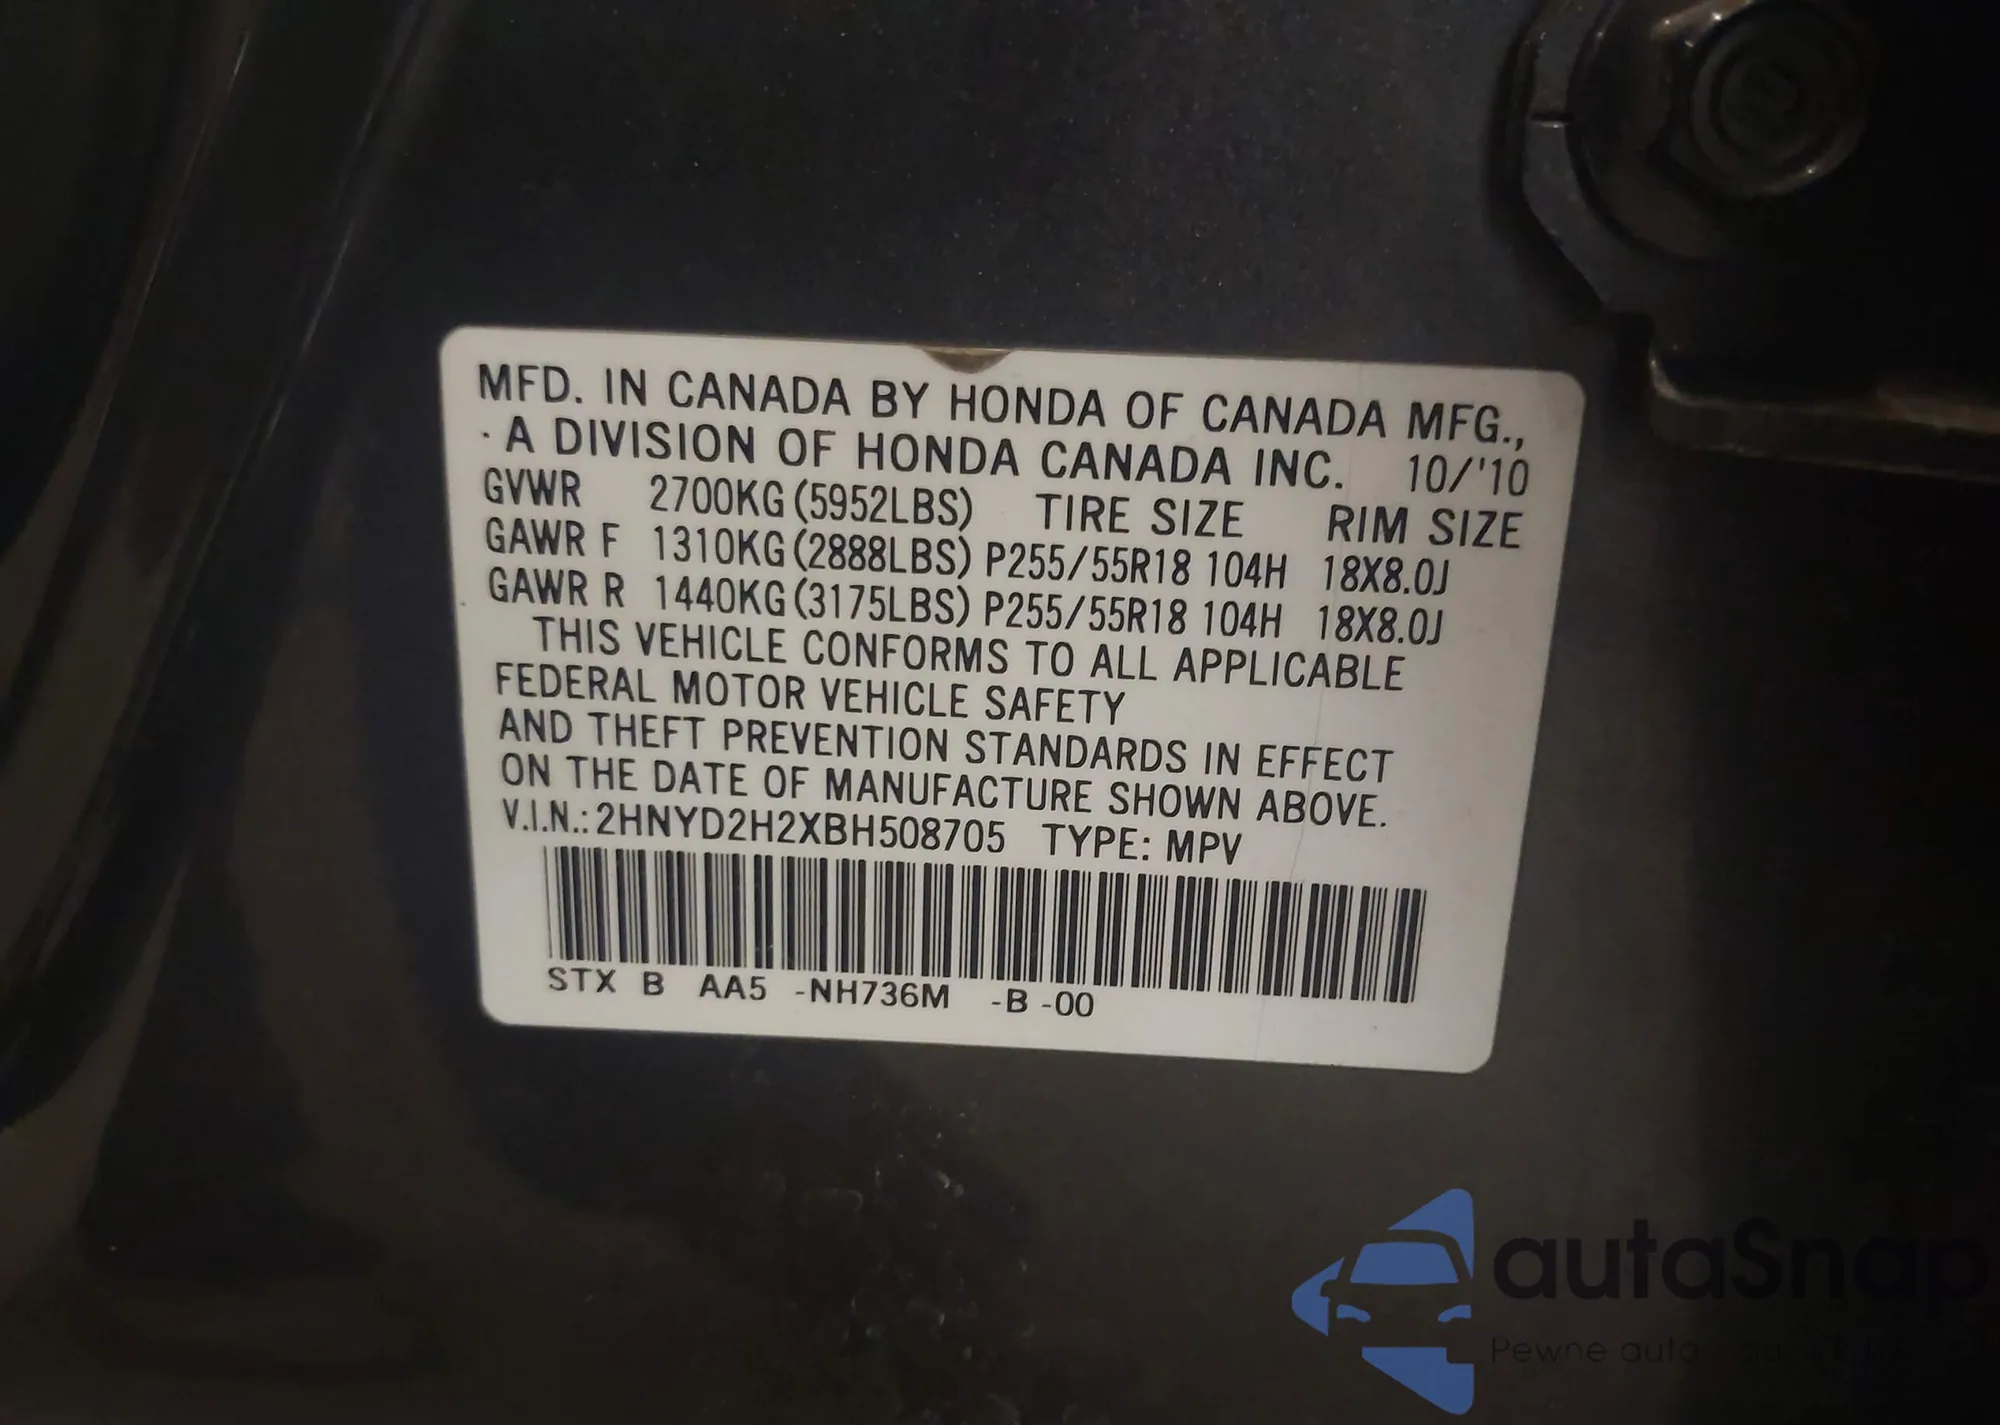 MFD. IN CANADA BY HONDA OF CANADA MFG.,
· A DIVISION OF HONDA CANADA INC. 10/'10
GVWR 2700KG (5952LBS) TIRE SIZE RIM SIZE
GAWR F 1310KG (2888LBS) P255/55R18 104H 18X8.0J
GAWR R 1440KG (3175LBS) P255/55R18 104H 18X8.0J
THIS VEHICLE CONFORMS TO ALL APPLICABLE
FEDERAL MOTOR VEHICLE SAFETY
AND THEFT PREVENTION STANDARDS IN EFFECT
ON THE DATE OF MANUFACTURE SHOWN ABOVE.
V.I.N.: 2HNYD2H2XBH508705 TYPE: MPV
STX B AA5 -NH736M -B -00
autaSnap
Pewne auta